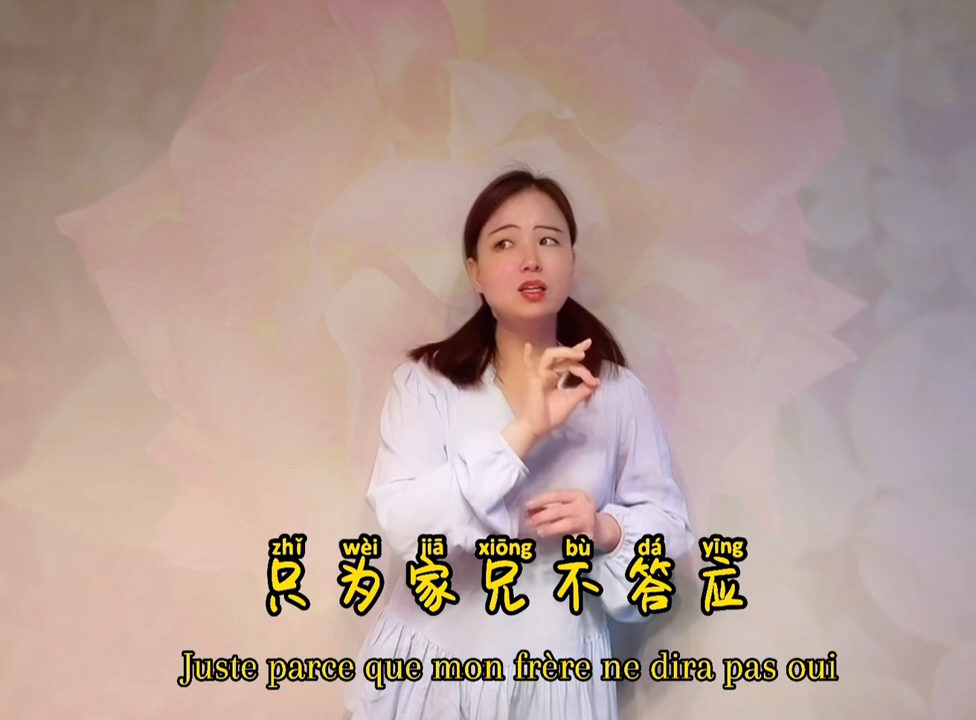 zhǐ wèi jiā xiōng bù dá yīng
只为家兄不答应
Juste parce que mon frère ne dira pas oui